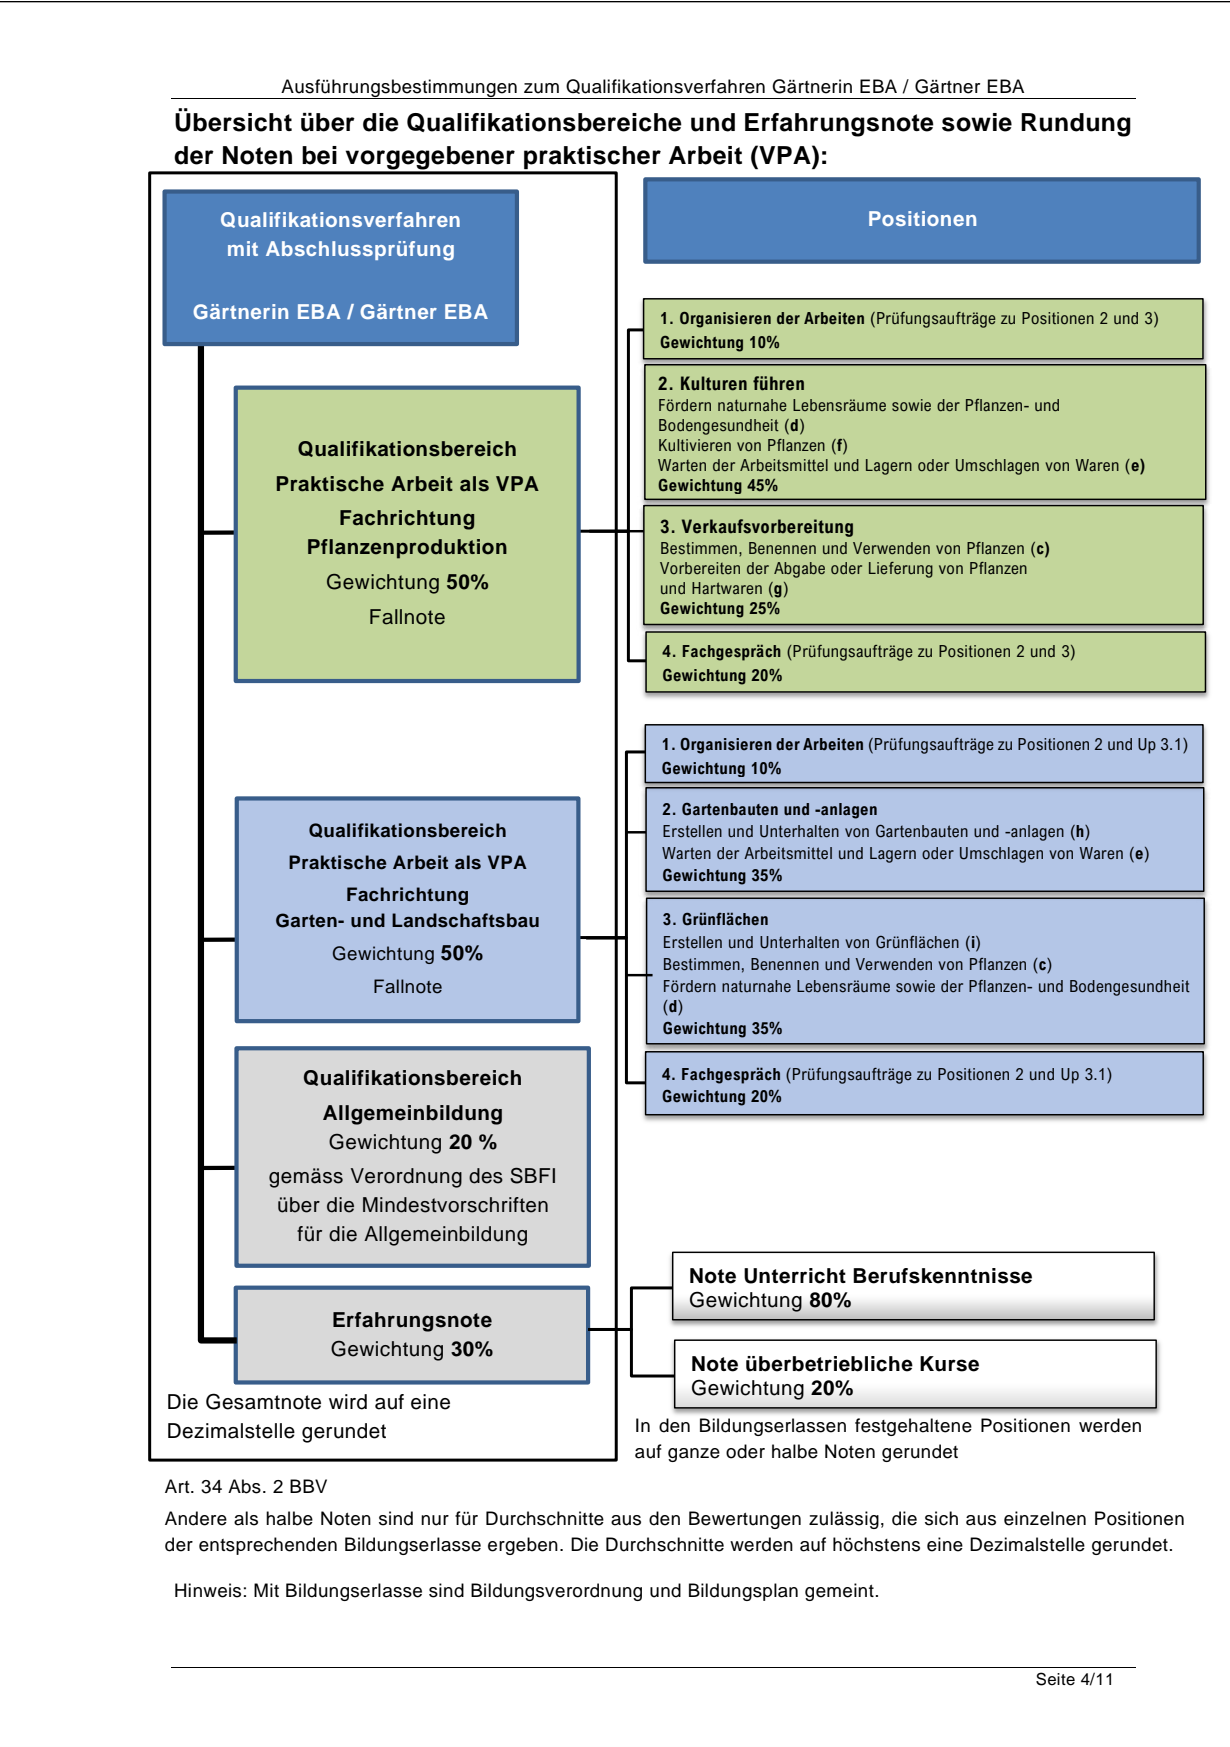 Ausführungsbestimmungen zum Qualifikationsverfahren Gärtnerin EBA / Gärtner EBA
Übersicht über die Qualifikationsbereiche und Erfahrungsnote sowie Rundung
der Noten bei vorgegebener praktischer Arbeit (VPA):
Qualifikationsverfahren
mit Abschlussprüfung
Gärtnerin EBA / Gärtner EBA
Positionen
Qualifikationsbereich
Praktische Arbeit als VPA
Fachrichtung
Pflanzenproduktion
Gewichtung 50%
Fallnote
1. Organisieren der Arbeiten (Prüfungsaufträge zu Positionen 2 und 3)
Gewichtung 10%
2. Kulturen führen
Fördern naturnahe Lebensräume sowie der Pflanzen- und
Bodengesundheit (d)
Kultivieren von Pflanzen (f)
Warten der Arbeitsmittel und Lagern oder Umschlagen von Waren (e)
Gewichtung 45%
3. Verkaufsvorbereitung
Bestimmen, Benennen und Verwenden von Pflanzen (c)
Vorbereiten der Abgabe oder Lieferung von Pflanzen
und Hartwaren (g)
Gewichtung 25%
4. Fachgespräch (Prüfungsaufträge zu Positionen 2 und 3)
Gewichtung 20%
Qualifikationsbereich
Praktische Arbeit als VPA
Fachrichtung
Garten- und Landschaftsbau
Gewichtung 50%
Fallnote
1. Organisieren der Arbeiten (Prüfungsaufträge zu Positionen 2 und Up 3.1)
Gewichtung 10%
2. Gartenbauten und -anlagen
Erstellen und Unterhalten von Gartenbauten und -anlagen (h)
Warten der Arbeitsmittel und Lagern oder Umschlagen von Waren (e)
Gewichtung 35%
3. Grünflächen
Erstellen und Unterhalten von Grünflächen (i)
Bestimmen, Benennen und Verwenden von Pflanzen (c)
Fördern naturnahe Lebensräume sowie der Pflanzen- und Bodengesundheit
(d)
Gewichtung 35%
4. Fachgespräch (Prüfungsaufträge zu Positionen 2 und Up 3.1)
Gewichtung 20%
Qualifikationsbereich
Allgemeinbildung
Gewichtung 20 %
gemäss Verordnung des SBFI
über die Mindestvorschriften
für die Allgemeinbildung
Erfahrungsnote
Gewichtung 30%
Note Unterricht Berufskenntnisse
Gewichtung 80%
Note überbetriebliche Kurse
Gewichtung 20%
Die Gesamtnote wird auf eine
Dezimalstelle gerundet
In den Bildungserlassen festgehaltene Positionen werden
auf ganze oder halbe Noten gerundet
Art. 34 Abs. 2 BBV
Andere als halbe Noten sind nur für Durchschnitte aus den Bewertungen zulässig, die sich aus einzelnen Positionen
der entsprechenden Bildungserlasse ergeben. Die Durchschnitte werden auf höchstens eine Dezimalstelle gerundet.
Hinweis: Mit Bildungserlasse sind Bildungsverordnung und Bildungsplan gemeint.
Seite 4/11